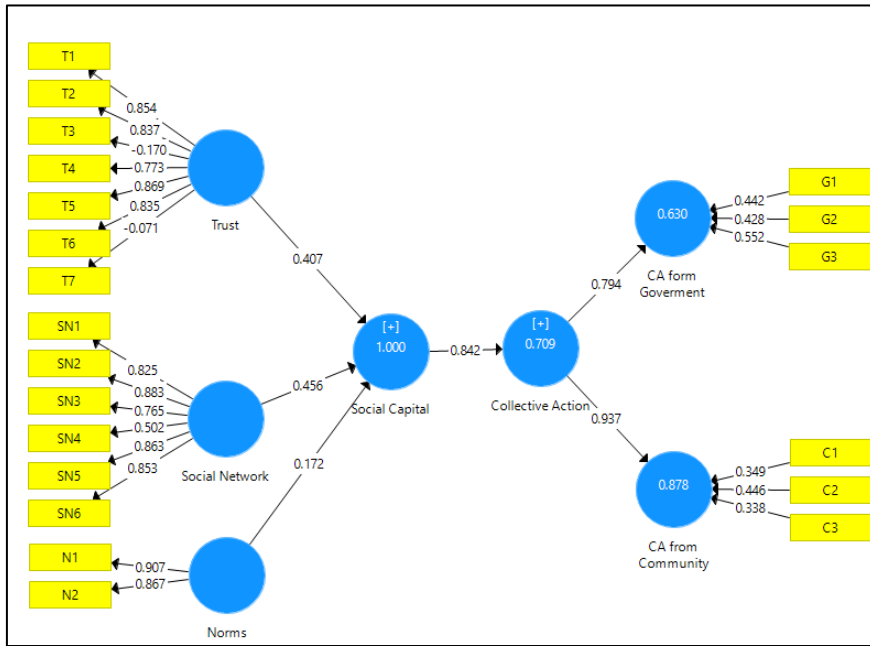 T1
T2
T3
T4
T5
T6
T7
0.854
0.837
-0.170
0.773
0.869
0.835
-0.071
Trust
0.407
SN1
SN2
SN3
SN4
SN5
SN6
0.825
0.883
0.765
0.502
0.863
0.853
Social Network
0.456
N1
N2
0.907
0.867
Norms
0.172
[+]
1.000
Social Capital
0.842
[+]
0.709
Collective Action
0.794
0.937
0.630
CA form
Goverment
0.442
0.428
0.552
G1
G2
G3
0.878
CA from
Community
0.349
0.446
0.338
C1
C2
C3